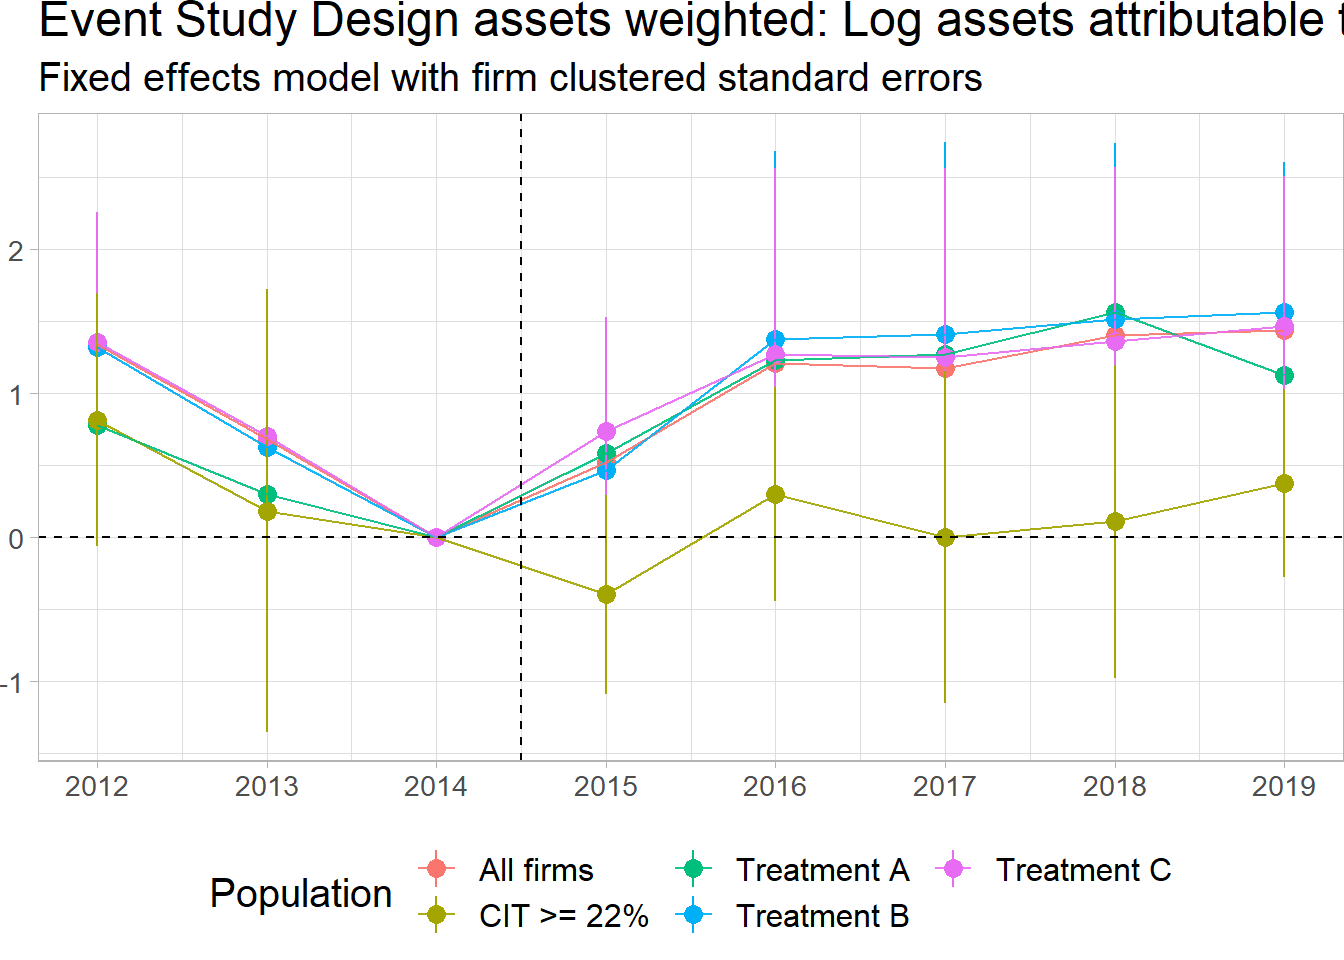 Event Study Design assets weighted: Log assets attributable
Fixed effects model with firm clustered standard errors
2
1
0
-1
2012 2013 2014 2015 2016 2017 2018 2019
Population
All firms Treatment A Treatment C
CIT >= 22% Treatment B